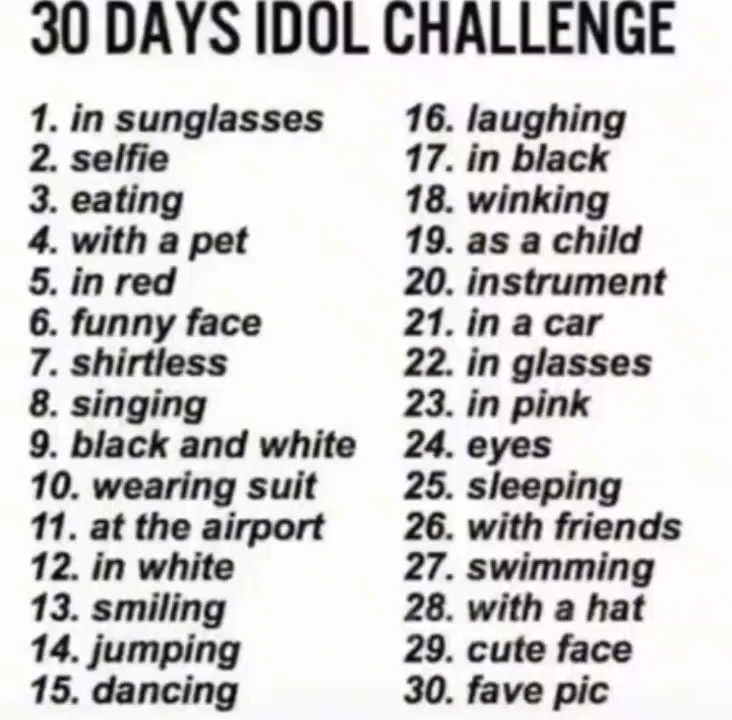 30 DAYS IDOL CHALLENGE
1. in sunglasses
2. selfie
3. eating
4. with a pet
5. in red
6. funny face
7. shirtless
8. singing
9. black and white
10. wearing suit
11. at the airport
12. in white
13. smiling
14. jumping
15. dancing
16. laughing
17. in black
18. winking
19. as a child
20. instrument
21. in a car
22. in glasses
23. in pink
24. eyes
25. sleeping
26. with friends
27. swimming
28. with a hat
29. cute face
30. fave pic